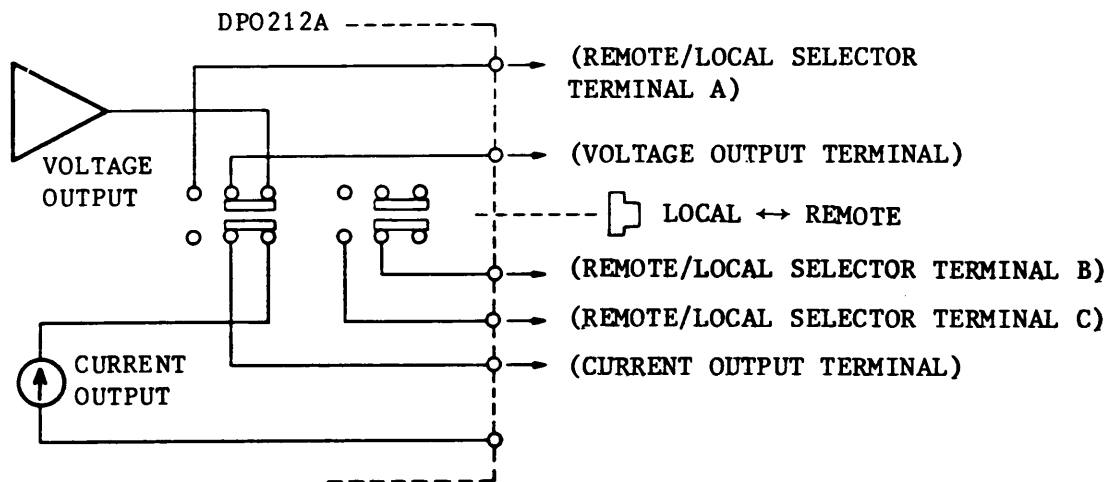 DPO212A
(REMOTE/LOCAL SELECTOR
TERMINAL A)
VOLTAGE
OUTPUT
(VOLTAGE OUTPUT TERMINAL)
LOCAL ↔ REMOTE
(REMOTE/LOCAL SELECTOR TERMINAL B)
(REMOTE/LOCAL SELECTOR TERMINAL C)
CURRENT
OUTPUT
(CURRENT OUTPUT TERMINAL)